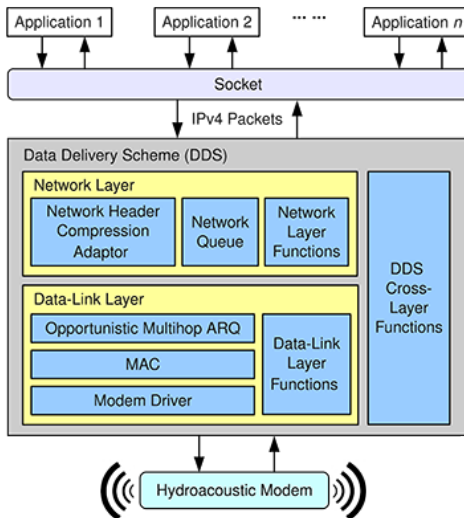 Application 1
Application 2
... ...
Application n
Socket
IPv4 Packets
Data Delivery Scheme (DDS)
Network Layer
Network Header
Compression
Adaptor
Network
Queue
Network
Layer
Functions
DDS
Cross-
Layer
Functions
Data-Link Layer
Opportunistic Multihop ARQ
MAC
Modem Driver
Data-Link
Layer
Functions
Hydroacoustic Modem